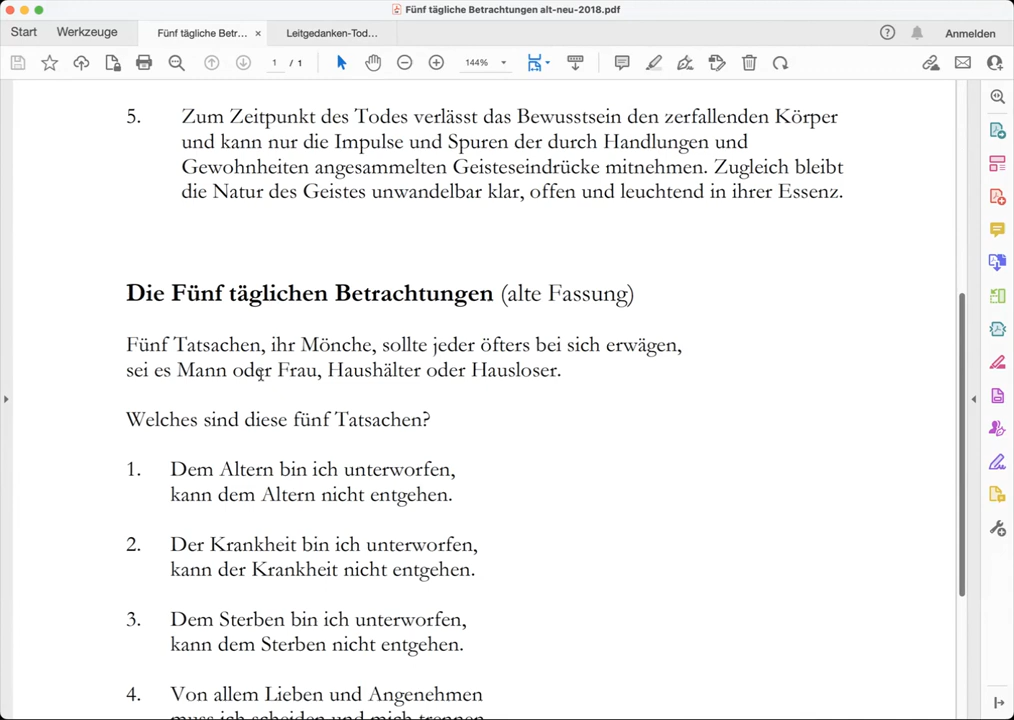 Fünf tägliche Betrachtungen alt-neu-2018.pdf
Start Werkzeuge Fünf tägliche Betr... × Leitgedanken-Tod... ? Anmelden
1 / 1 144%
5. Zum Zeitpunkt des Todes verlässt das Bewusstsein den zerfallenden Körper
und kann nur die Impulse und Spuren der durch Handlungen und
Gewohnheiten angesammelten Geisteseindrücke mitnehmen. Zugleich bleibt
die Natur des Geistes unwandelbar klar, offen und leuchtend in ihrer Essenz.
Die Fünf täglichen Betrachtungen (alte Fassung)
Fünf Tatsachen, ihr Mönche, sollte jeder öfters bei sich erwägen,
sei es Mann oder Frau, Haushälter oder Hausloser.
Welches sind diese fünf Tatsachen?
1. Dem Altern bin ich unterworfen,
kann dem Altern nicht entgehen.
2. Der Krankheit bin ich unterworfen,
kann der Krankheit nicht entgehen.
3. Dem Sterben bin ich unterworfen,
kann dem Sterben nicht entgehen.
4. Von allem Lieben und Angenehmen
muss ich scheiden und mich trennen